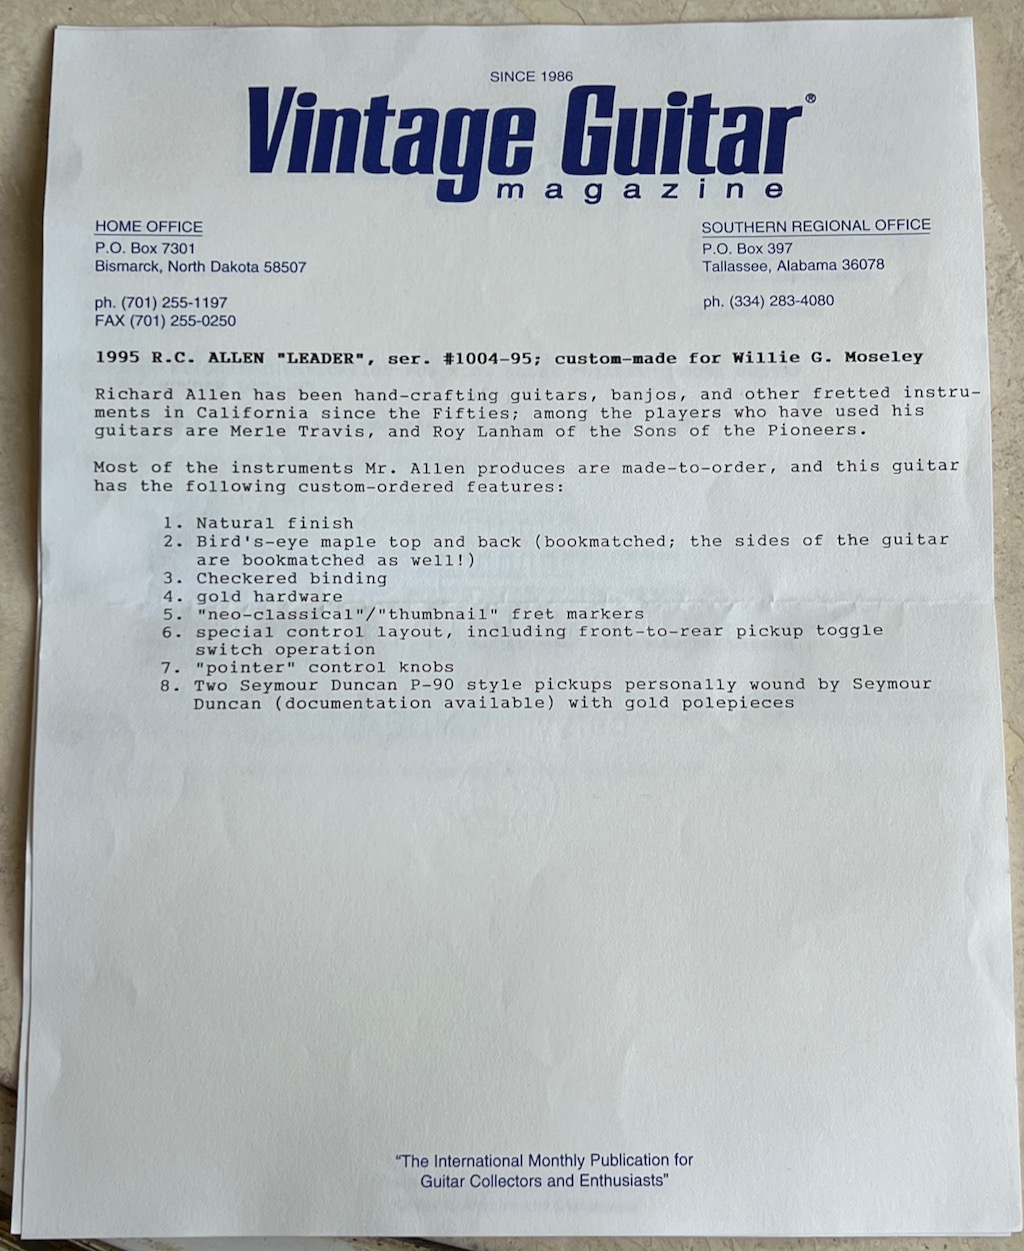 SINCE 1986
Vintage Guitar®
magazine
HOME OFFICE
P.O. Box 7301
Bismarck, North Dakota 58507
ph. (701) 255-1197
FAX (701) 255-0250
SOUTHERN REGIONAL OFFICE
P.O. Box 397
Tallassee, Alabama 36078
ph. (334) 283-4080
1995 R.C. ALLEN "LEADER", ser. #1004-95; custom-made for Willie G. Moseley
Richard Allen has been hand-crafting guitars, banjos, and other fretted instru-
ments in California since the Fifties; among the players who have used his
guitars are Merle Travis, and Roy Lanham of the Sons of the Pioneers.
Most of the instruments Mr. Allen produces are made-to-order, and this guitar
has the following custom-ordered features:
1. Natural finish
2. Bird's-eye maple top and back (bookmatched; the sides of the guitar
are bookmatched as well!)
3. Checkered binding
4. gold hardware
5. "neo-classical"/"thumbnail" fret markers
6. special control layout, including front-to-rear pickup toggle
switch operation
7. "pointer" control knobs
8. Two Seymour Duncan P-90 style pickups personally wound by Seymour
Duncan (documentation available) with gold polepieces
“The International Monthly Publication for
Guitar Collectors and Enthusiasts”